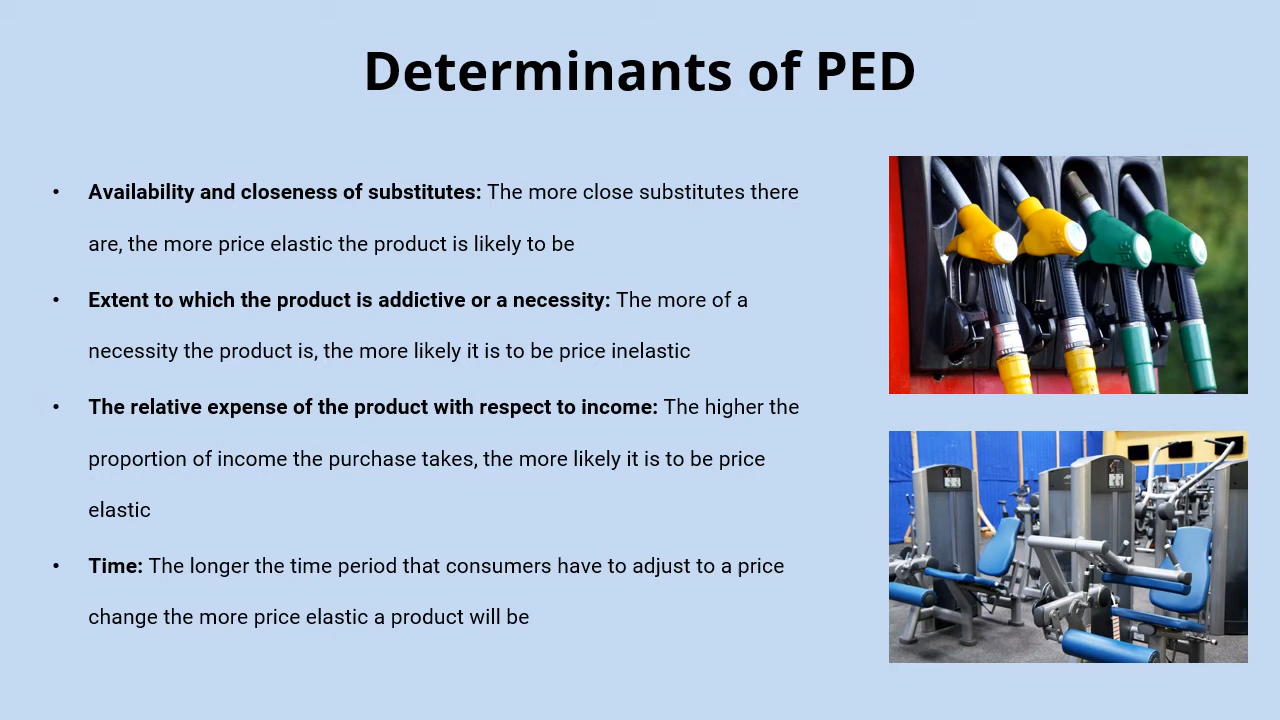 Determinants of PED
• Availability and closeness of substitutes: The more close substitutes there
are, the more price elastic the product is likely to be
• Extent to which the product is addictive or a necessity: The more of a
necessity the product is, the more likely it is to be price inelastic
• The relative expense of the product with respect to income: The higher the
proportion of income the purchase takes, the more likely it is to be price
elastic
• Time: The longer the time period that consumers have to adjust to a price
change the more price elastic a product will be